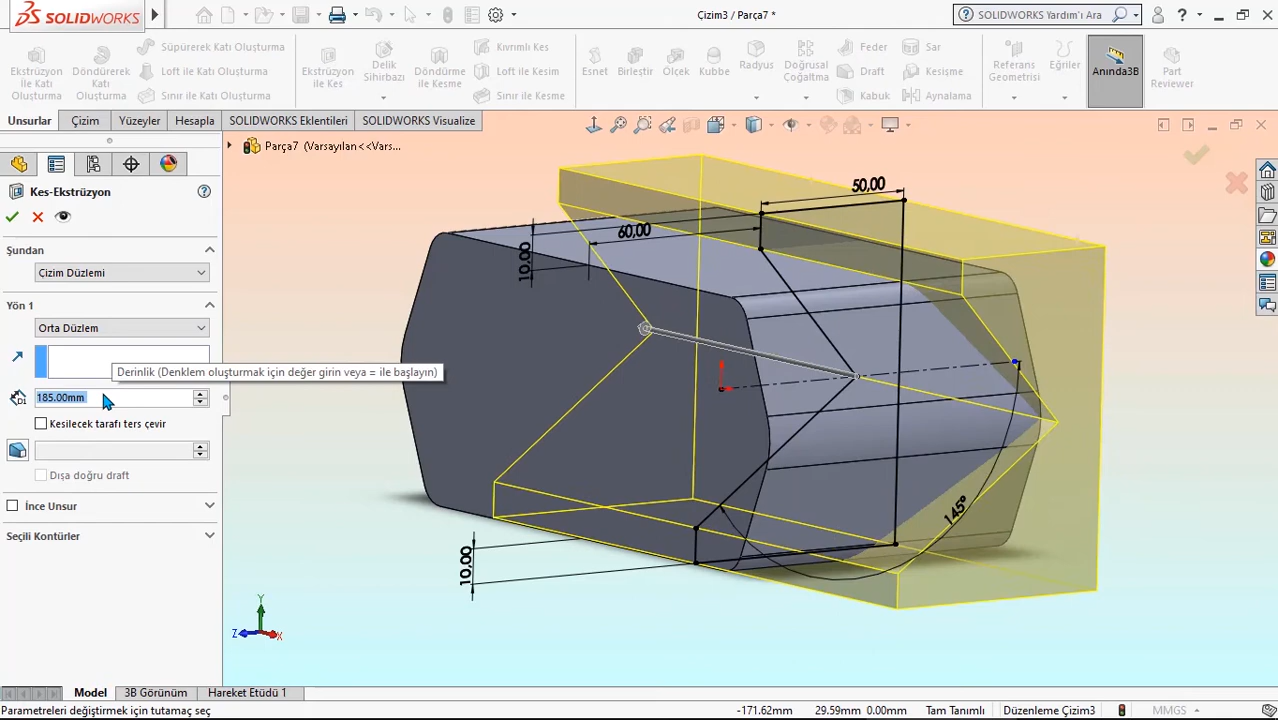 SOLIDWORKS
Çizim3 / Parça7 *
SOLIDWORKS Yardım'ı Ara
?
Ekstrüzyon
ile Katı
Oluşturma
Döndürerek
Katı
Oluşturma
Süpürerek Katı Oluşturma
Loft ile Katı Oluşturma
Sınır ile Katı Oluşturma
Ekstrüzyon
ile Kes
Delik
Sihirbazı
Döndürme
ile Kes
Kıvrımlı Kes
Loft ile Kesim
Sınır ile Kesme
Esnet
Birleştir
Ölçek
Kubbe
Radyus
Doğrusal
Çoğaltma
Feder
Draft
Kabuk
Sar
Kesişme
Aynalama
Referans
Geometrisi
Eğriler
Anında3B
Part
Reviewer
Unsurlar
Çizim
Yüzeyler
Hesapla
SOLIDWORKS Eklentileri
SOLIDWORKS Visualize
Parça7 (Varsayılan<<Vars...
Kes-Ekstrüzyon
?
Şundan
Çizim Düzlemi
Yön 1
Orta Düzlem
Derinlik (Denklem oluşturmak için değer girin veya = ile başlayın)
D1
185.00mm
Kesilecek tarafı ters çevir
Dışa doğru draft
İnce Unsur
Seçili Kontürler
50,00
60,00
10,00
145°
10,00
Y
Z
X
Model
3B Görünüm
Hareket Etüdü 1
Parametreleri değiştirmek için tutamaç seç
-171.62mm
29.59mm 0.00mm
Tam Tanımlı
Düzenleme Çizim3
MMGS